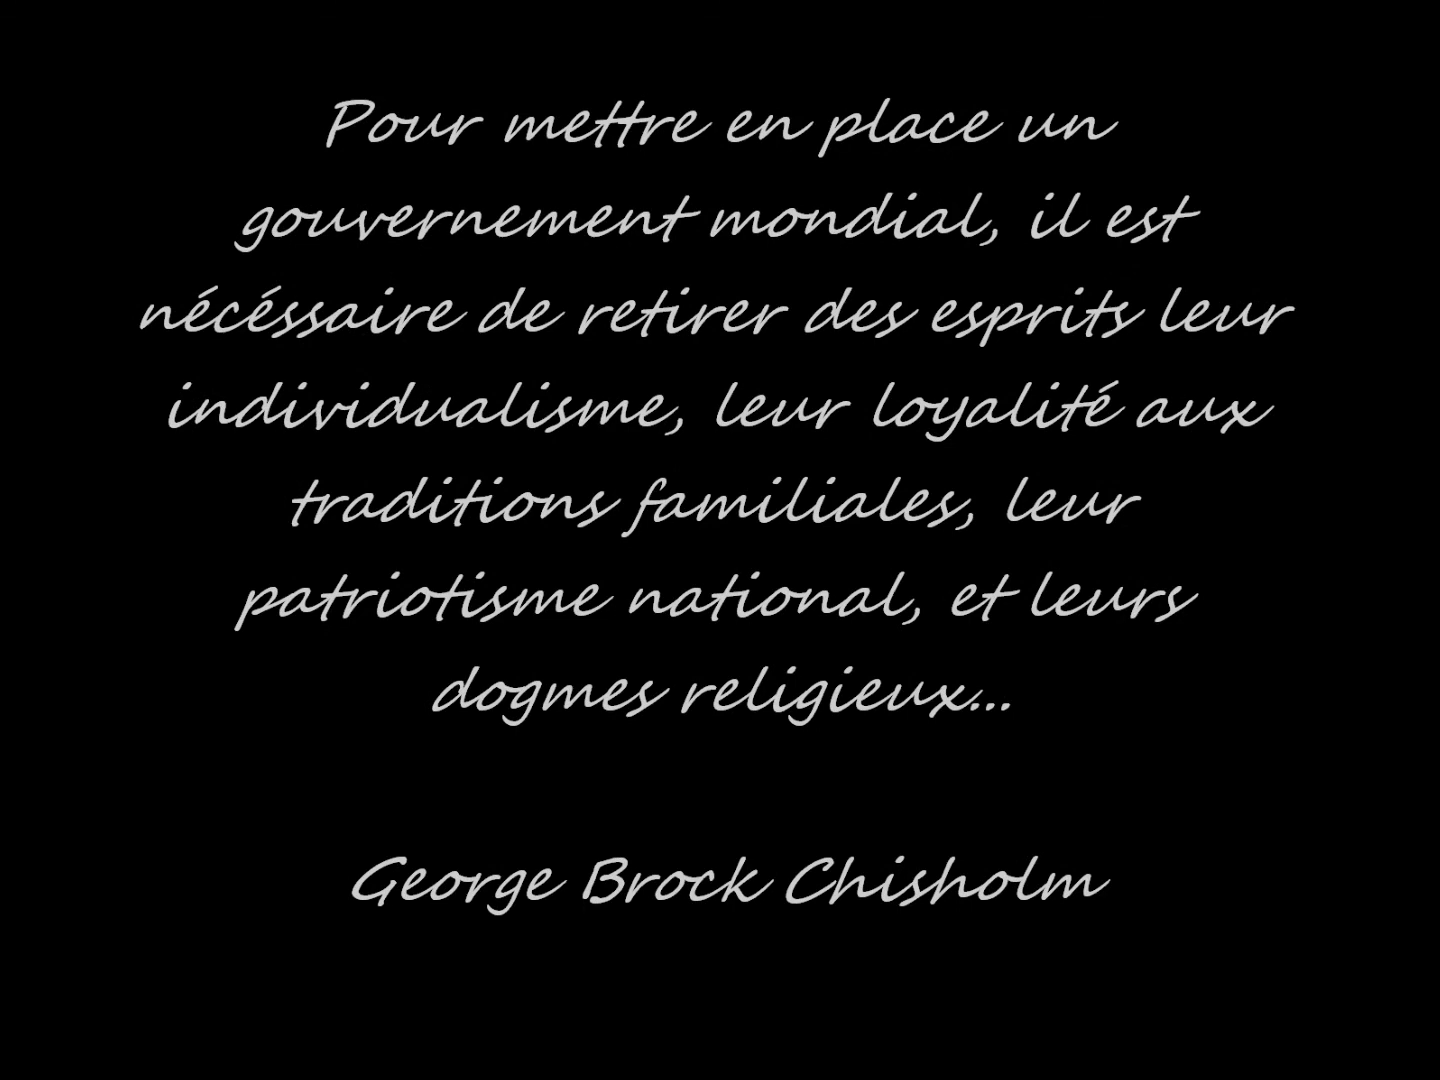 Pour mettre en place un
gouvernement mondial, il est
nécéssaire de retirer des esprits leur
individualisme, leur loyalité aux
traditions familiales, leur
patriotisme national, et leurs
dogmes religieux...
George Brock Chisholm